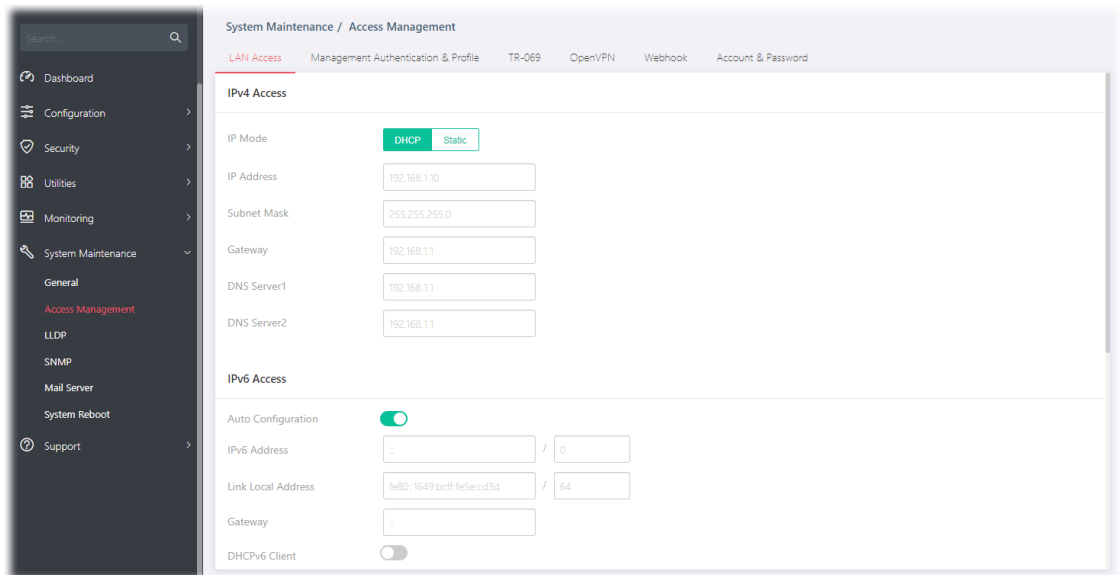 Search...
Dashboard
Configuration
Security
Utilities
Monitoring
System Maintenance
General
Access Management
LLDP
SNMP
Mail Server
System Reboot
Support
System Maintenance / Access Management
LAN Access Management Authentication & Profile TR-069 OpenVPN Webhook Account & Password
IPv4 Access
IP Mode DHCP Static
IP Address 192.168.1.10
Subnet Mask 255.255.255.0
Gateway 192.168.1.1
DNS Server1 192.168.1.1
DNS Server2 192.168.1.1
IPv6 Access
Auto Configuration
IPv6 Address :: / 0
Link Local Address fe80::1649:bcff:fe5e:cd3d / 64
Gateway ::
DHCPv6 Client